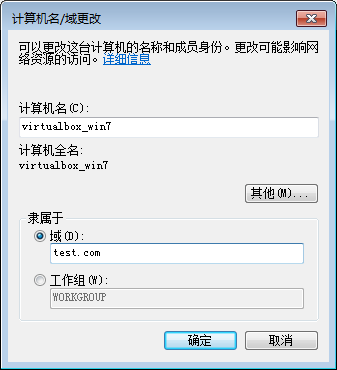 计算机名/域更改
可以更改这台计算机的名称和成员身份。更改可能影响网
络资源的访问。详细信息
计算机名(C):
virtualbox_win7
计算机全名:
virtualbox_win7
其他(M)...
隶属于
域(D):
test.com
工作组(W):
WORKGROUP
确定
取消